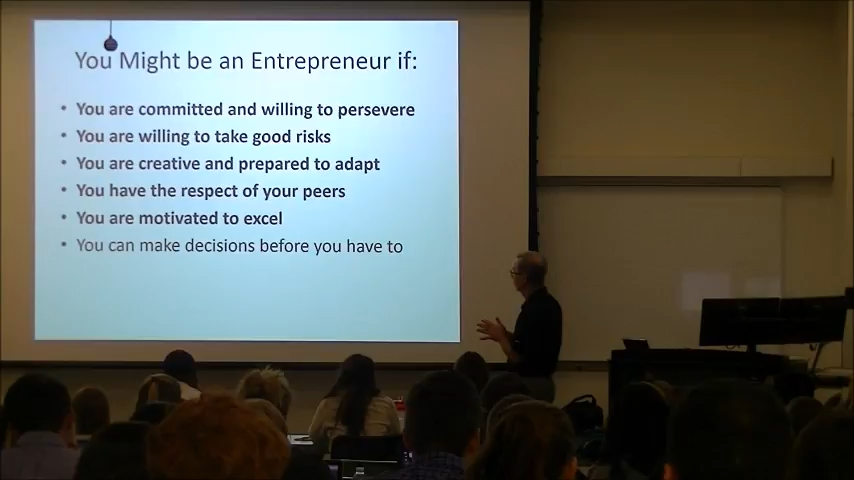 You Might be an Entrepreneur if:
• You are committed and willing to persevere
• You are willing to take good risks
• You are creative and prepared to adapt
• You have the respect of your peers
• You are motivated to excel
• You can make decisions before you have to